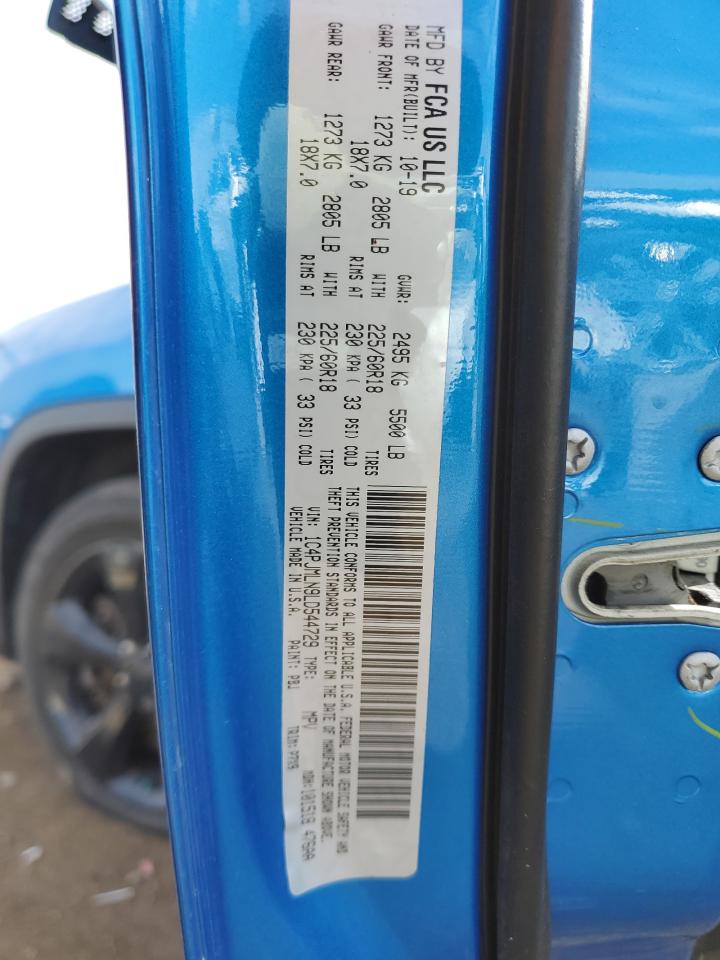 MFD BY FCA US LLC
DATE OF MFR(BUILT): 10-19 GVWR: 2495 KG 5500 LB
GAWR FRONT: 1273 KG 2805 LB WITH 225/60R18 TIRES
18X7.0 RIMS AT 230 KPA ( 33 PSI) COLD
GAWR REAR: 1273 KG 2805 LB WITH 225/60R18 TIRES
18X7.0 RIMS AT 230 KPA ( 33 PSI) COLD
THIS VEHICLE CONFORMS TO ALL APPLICABLE U.S.A. FEDERAL MOTOR VEHICLE SAFETY AND
THEFT PREVENTION STANDARDS IN EFFECT ON THE DATE OF MANUFACTURE SHOWN ABOVE.
VIN: 1C4PJMLN9LD544729 TYPE: MPV MDH: 101518 479AA
VEHICLE MADE IN U.S.A. PAINT: PBJ TRIM: